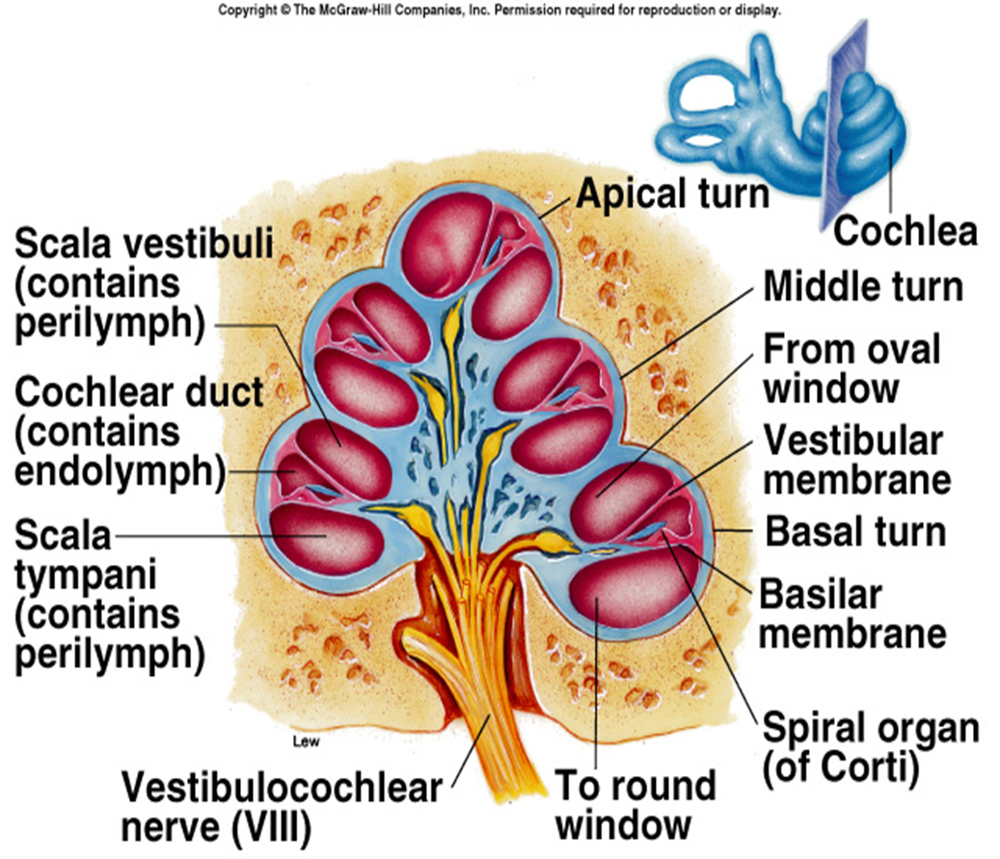 Copyright © The McGraw-Hill Companies, Inc. Permission required for reproduction or display.
Apical turn
Cochlea
Scala vestibuli
(contains
perilymph)
Middle turn
From oval
window
Cochlear duct
(contains
endolymph)
Vestibular
membrane
Scala
tympani
(contains
perilymph)
Basal turn
Basilar
membrane
Spiral organ
(of Corti)
Lew
Vestibulocochlear
nerve (VIII)
To round
window